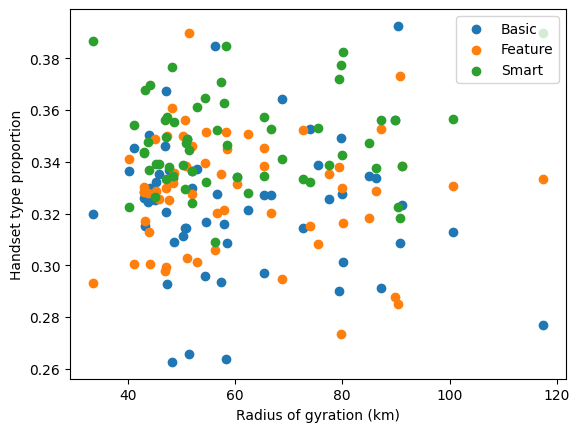 Basic
Feature
Smart
Handset type proportion
0.38
0.36
0.34
0.32
0.30
0.28
0.26
40
60
80
100
120
Radius of gyration (km)